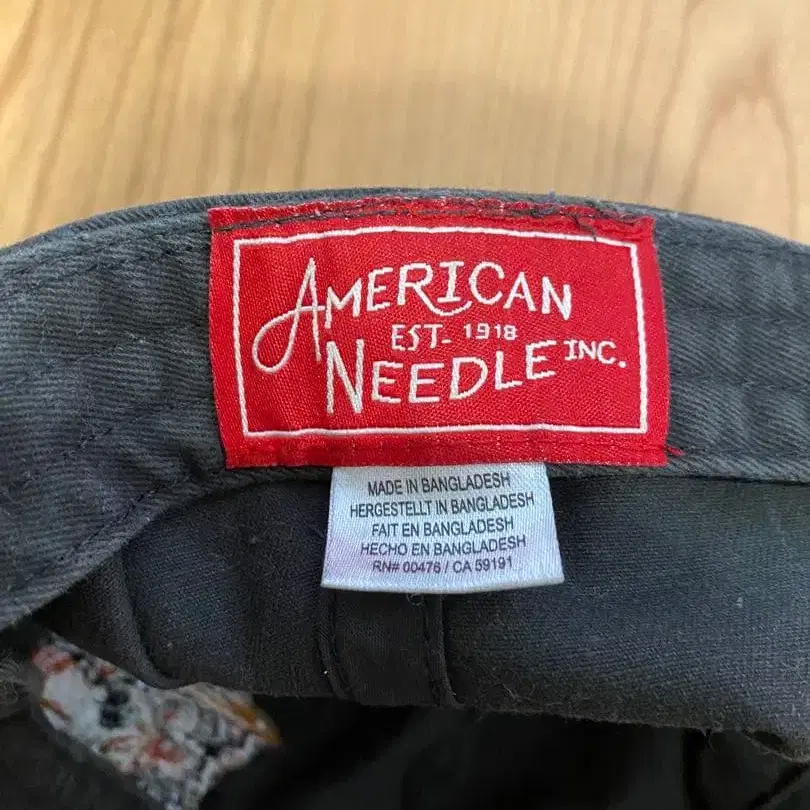 AMERICAN
EST. 1918
NEEDLE INC.
MADE IN BANGLADESH
HERGESTELLT IN BANGLADESH
FAIT EN BANGLADESH
HECHO EN BANGLADESH
RN# 00476 / CA 59191